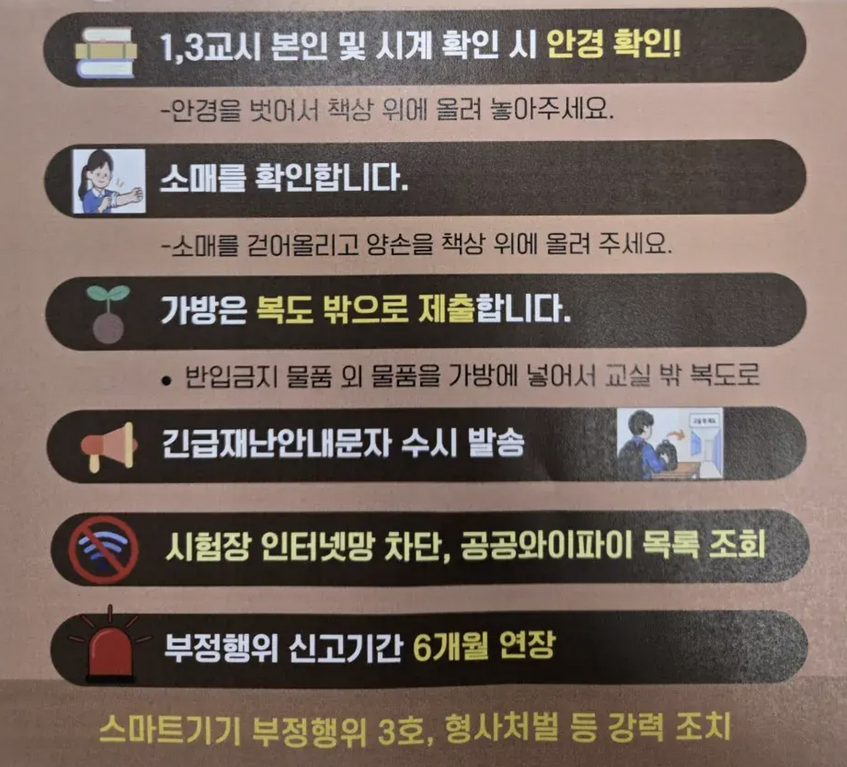 1,3교시 본인 및 시계 확인 시 안경 확인!
-안경을 벗어서 책상 위에 올려 놓아주세요.
소매를 확인합니다.
-소매를 걷어올리고 양손을 책상 위에 올려 주세요.
가방은 복도 밖으로 제출합니다.
• 반입금지 물품 외 물품을 가방에 넣어서 교실 밖 복도로
긴급재난안내문자 수시 발송
시험장 인터넷망 차단, 공공와이파이 목록 조회
부정행위 신고기간 6개월 연장
스마트기기 부정행위 3호, 형사처벌 등 강력 조치